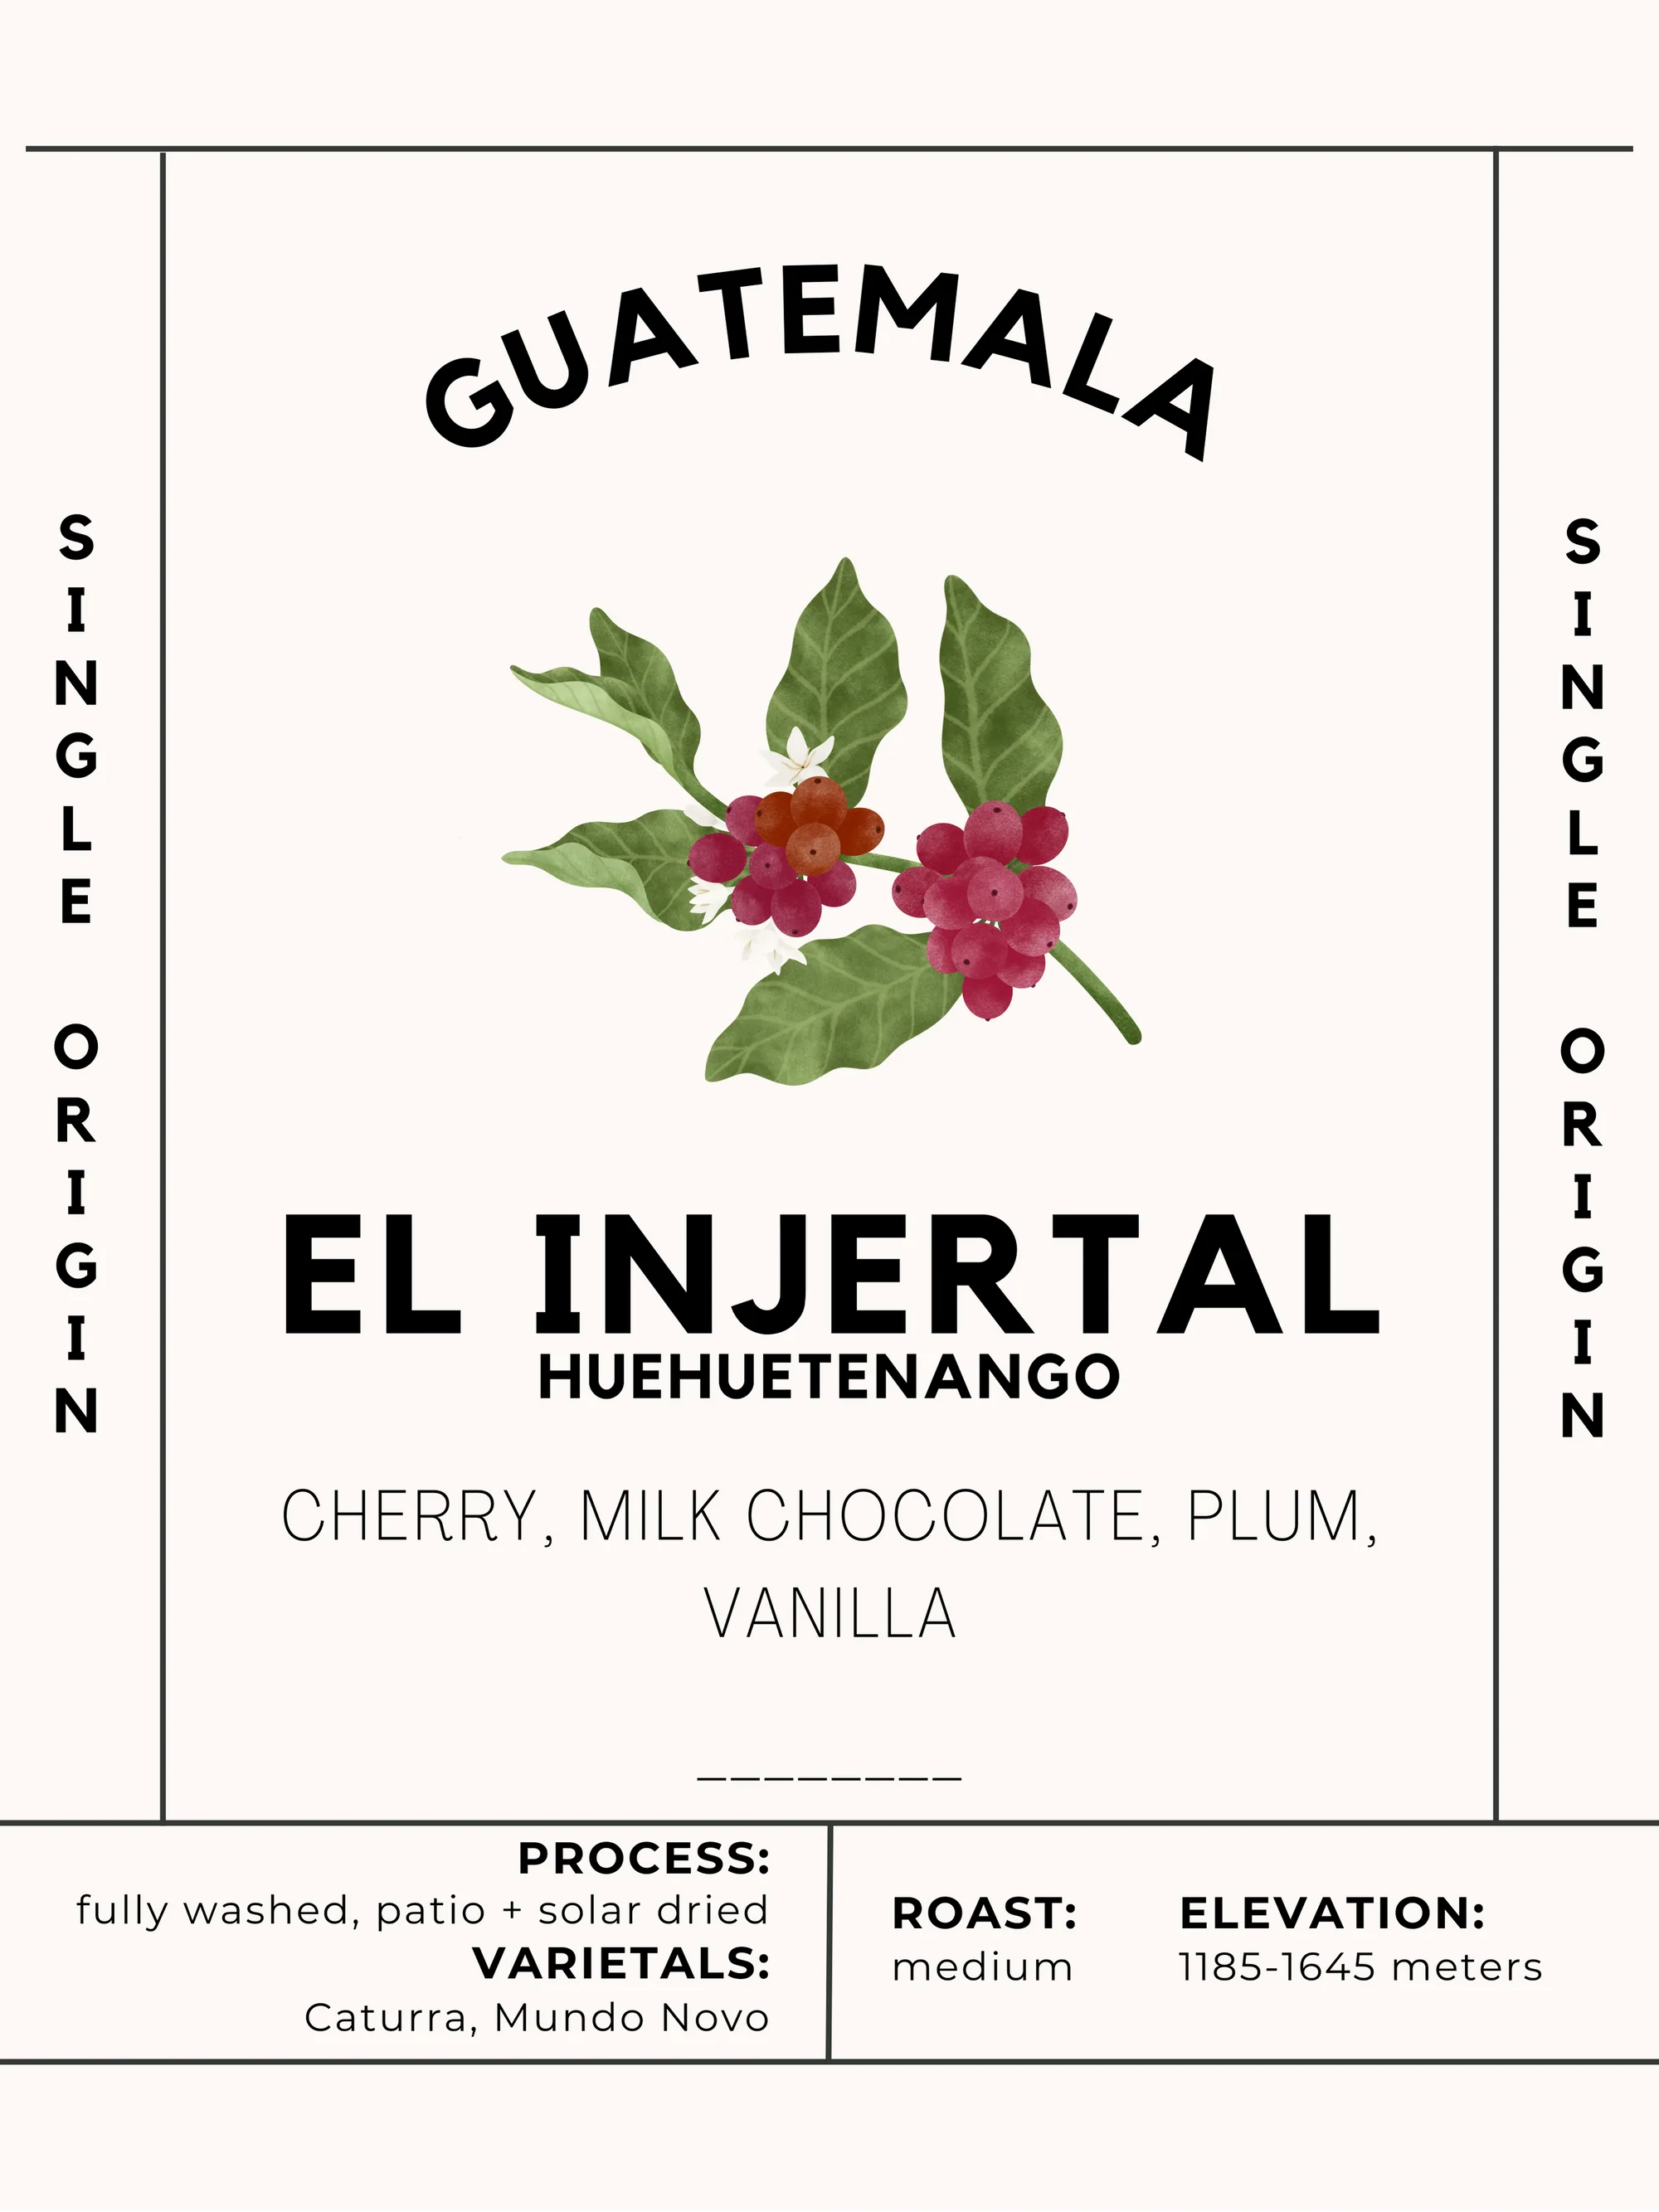 GUATEMALA
SINGLE ORIGIN
SINGLE ORIGIN
EL INJERTAL
HUEHUETENANGO
CHERRY, MILK CHOCOLATE, PLUM,
VANILLA
________
PROCESS:
fully washed, patio + solar dried
VARIETALS:
Caturra, Mundo Novo
ROAST:
medium
ELEVATION:
1185-1645 meters